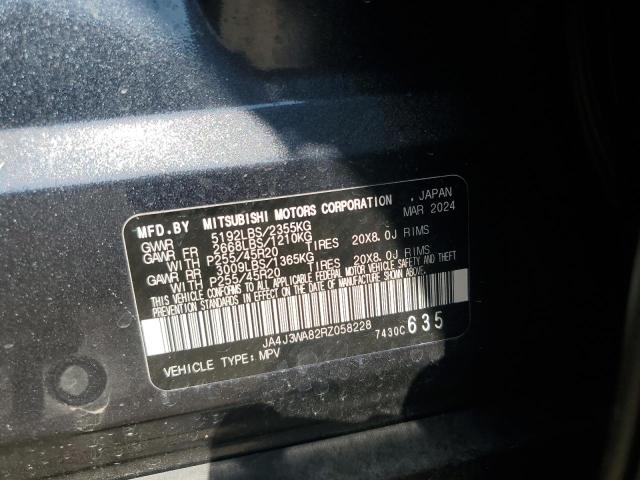 MFD.BY MITSUBISHI MOTORS CORPORATION , JAPAN
MAR 2024
GVWR 5192LBS/2355KG
GAWR FR 2668LBS/1210KG
WITH P255/45R20 TIRES 20X8.0J RIMS
GAWR RR 3009LBS/1365KG
WITH P255/45R20 TIRES 20X8.0J RIMS
THIS VEHICLE CONFORMS TO ALL APPLICABLE FEDERAL MOTOR VEHICLE SAFETY AND THEFT
PREVENTION STANDARDS IN EFFECT ON THE DATE OF MANUFACTURE SHOWN ABOVE.
JA4J3WA82RZ058228 7430C 635
VEHICLE TYPE:MPV